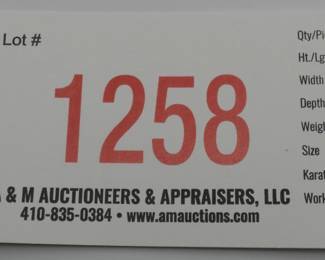 Lot #
1258
& M AUCTIONEERS & APPRAISERS, LLC
410-835-0384 • www.amauctions.com
Qty/Pi
Ht./Lg
Width
Depth
Weigh
Size
Karat
Work